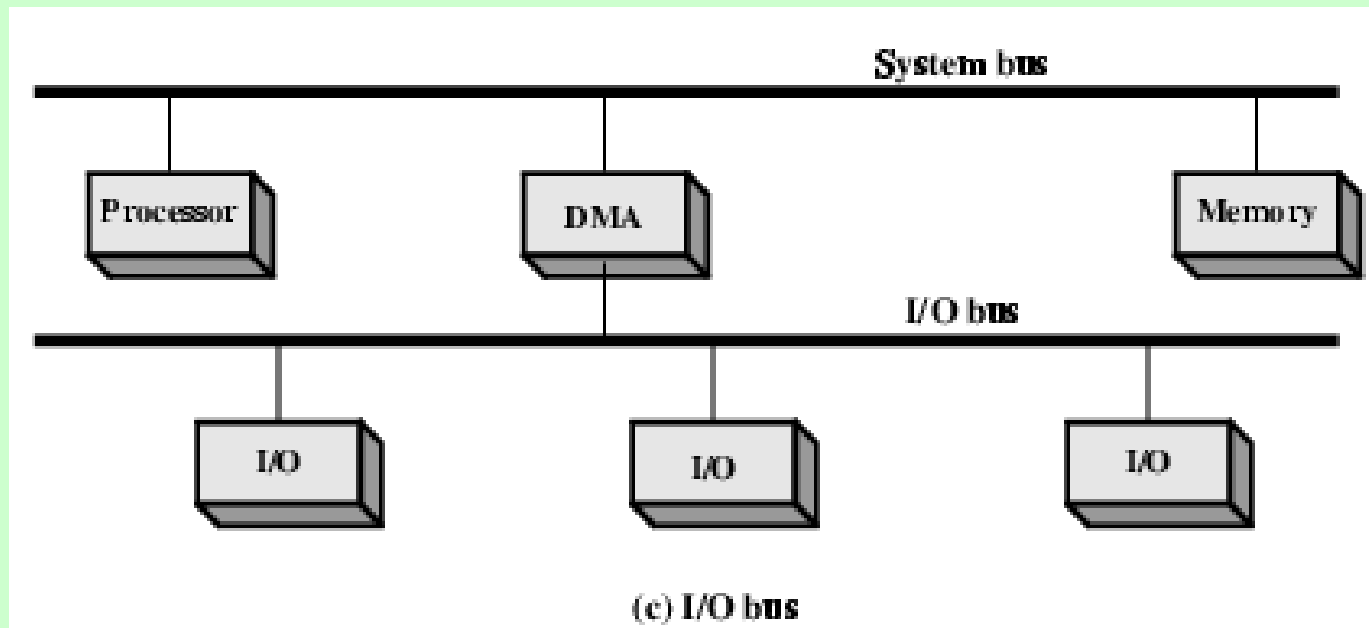 System bus
Processor
DMA
Memory
I/O bus
I/O
I/O
I/O
(c) I/O bus